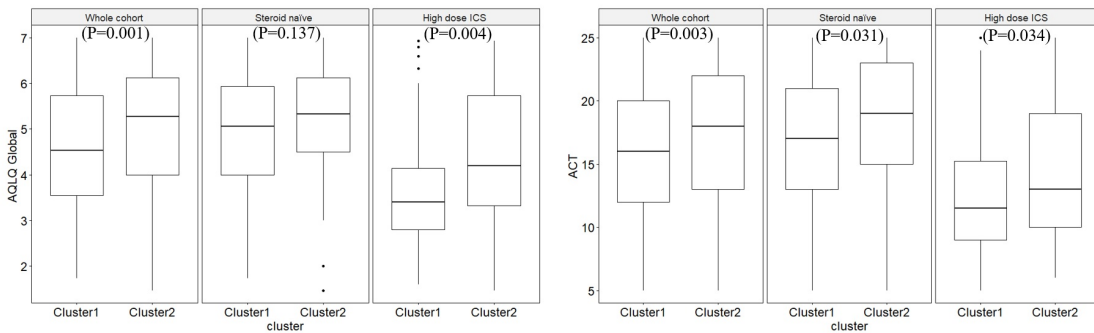 Whole cohort
Steroid naïve
High dose ICS
(P=0.001)
(P=0.137)
(P=0.004)
AQLQ Global
7
6
5
4
3
2
Cluster1
Cluster2
Cluster1
Cluster2
Cluster1
Cluster2
cluster
Whole cohort
Steroid naïve
High dose ICS
(P=0.003)
(P=0.031)
(P=0.034)
ACT
25
20
15
10
5
Cluster1
Cluster2
Cluster1
Cluster2
Cluster1
Cluster2
cluster